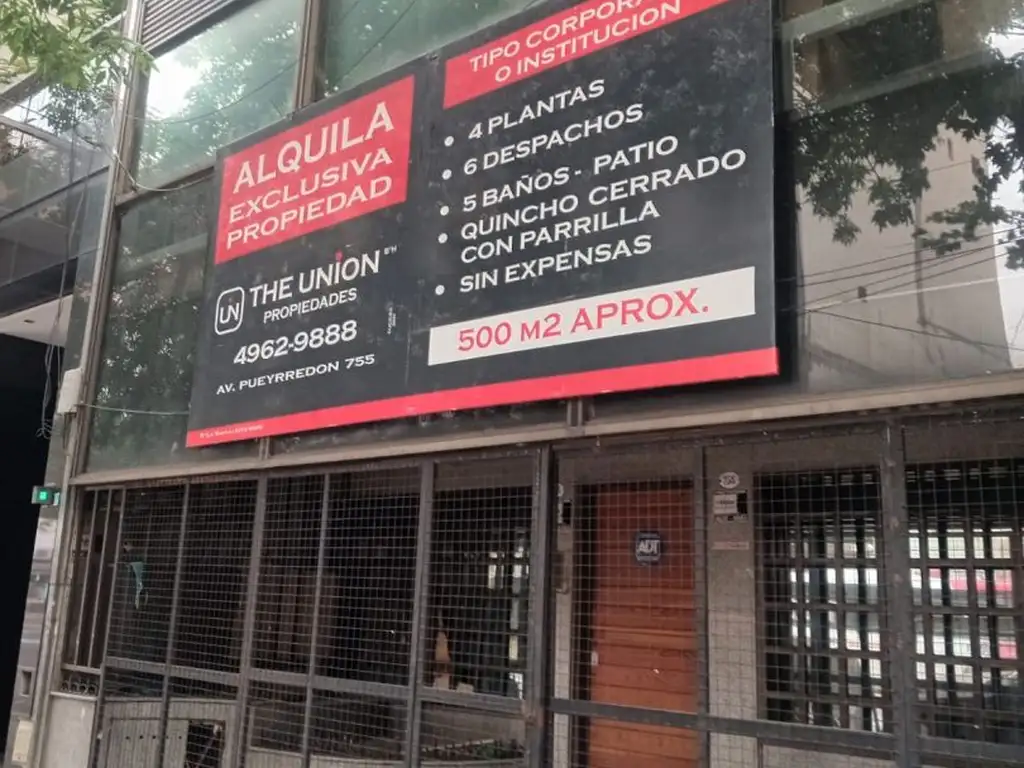 ALQUILA
EXCLUSIVA
PROPIEDAD
UN
THE UNION
PROPIEDADES
4962-9888
AV. PUEYRREDON 755
TIPO CORPORA
O INSTITUCION
• 4 PLANTAS
• 6 DESPACHOS
• 5 BAÑOS - PATIO
• QUINCHO CERRADO
CON PARRILLA
• SIN EXPENSAS
500 M2 APROX.
ADT